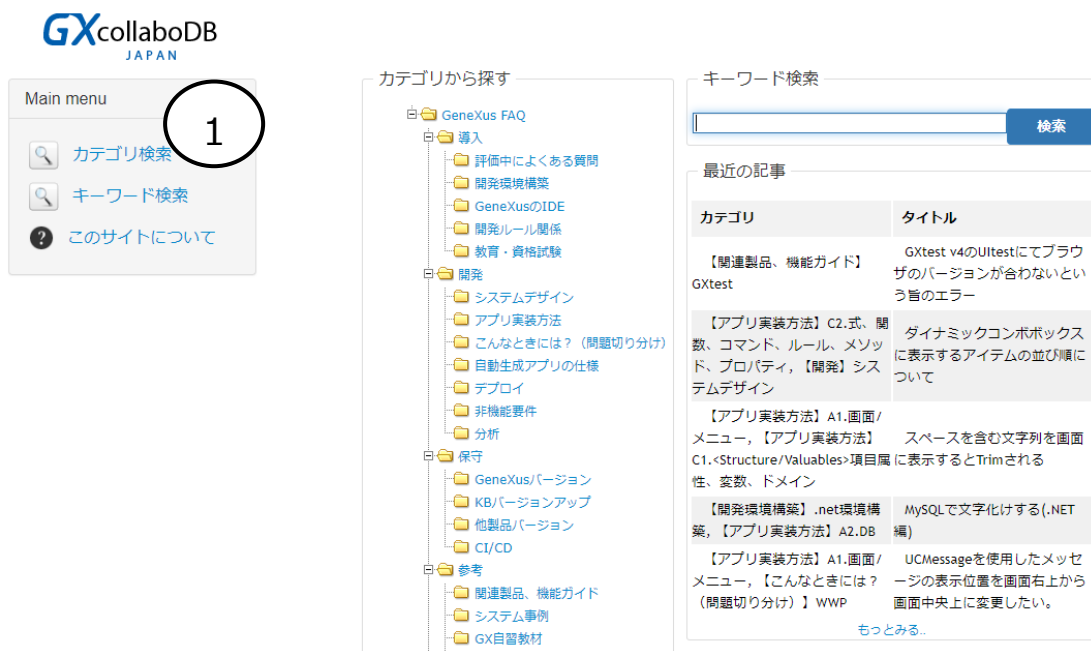 GXcollaboDB
JAPAN
Main menu
1
カテゴリ検索
キーワード検索
このサイトについて
カテゴリから探す
GeneXus FAQ
導入
評価中によくある質問
開発環境構築
GeneXusのIDE
開発ルール関係
教育・資格試験
開発
システムデザイン
アプリ実装方法
こんなときには？（問題切り分け）
自動生成アプリの仕様
デプロイ
非機能要件
分析
保守
GeneXusバージョン
KBバージョンアップ
他製品バージョン
CI/CD
参考
関連製品、機能ガイド
システム事例
GX自習教材
キーワード検索
検索
最近の記事
カテゴリ
タイトル
【関連製品、機能ガイド】
GXtest
GXtest v4のUItestにてブラウ
ザのバージョンが合わないとい
う旨のエラー
【アプリ実装方法】C2.式、関
数、コマンド、ルール、メソッ
ド、プロパティ,【開発】シス
テムデザイン
ダイナミックコンボボックス
に表示するアイテムの並び順に
ついて
【アプリ実装方法】A1.画面/
メニュー,【アプリ実装方法】
C1.<Structure/Valuables>項目属
性、変数、ドメイン
スペースを含む文字列を画面
に表示するとTrimされる
【開発環境構築】.net環境構
築,【アプリ実装方法】A2.DB
MySQLで文字化けする(.NET
編)
【アプリ実装方法】A1.画面/
メニュー,【こんなときには？
（問題切り分け）】WWP
UCMessageを使用したメッセ
ージの表示位置を画面右上から
画面中央上に変更したい。
もっとみる..